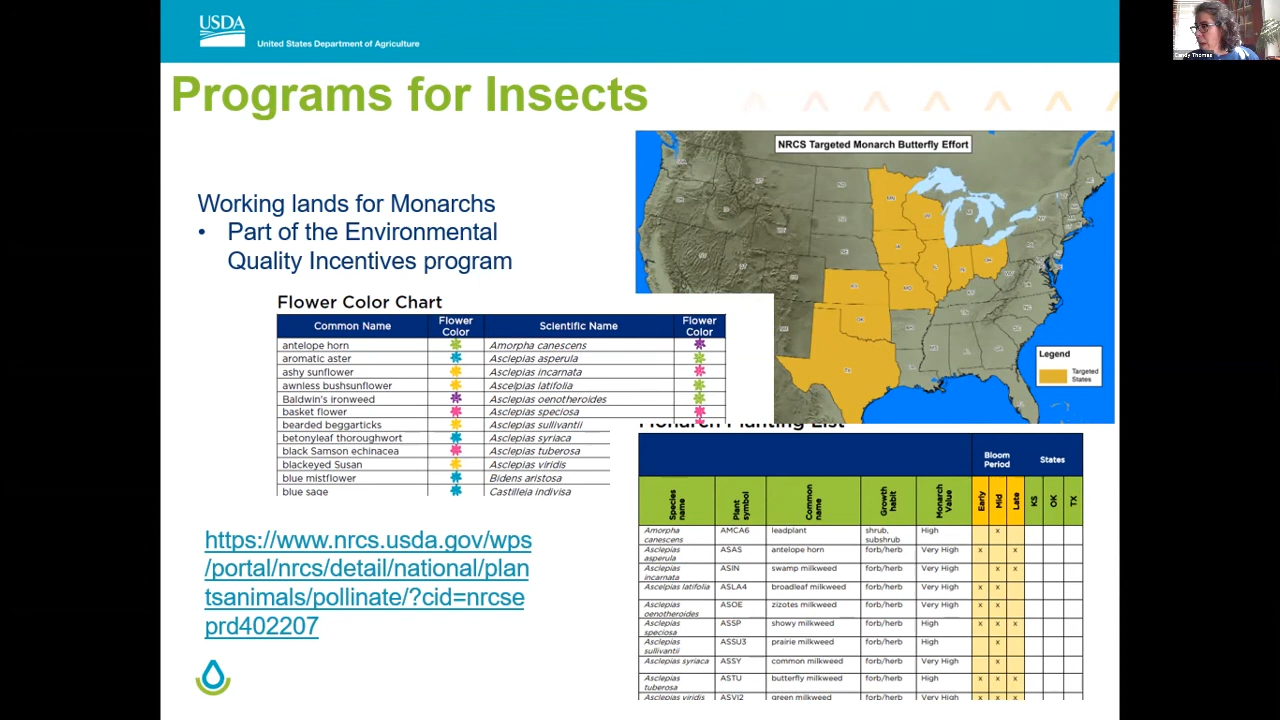 USDA
United States Department of Agriculture
Candy Thomas
Programs for Insects
NRCS Targeted Monarch Butterfly Effort
Legend
Targeted
States
Working lands for Monarchs
• Part of the Environmental
Quality Incentives program
Flower Color Chart
Common Name Flower Color Scientific Name Flower Color
antelope horn Amorpha canescens
aromatic aster Asclepias asperula
ashy sunflower Asclepias incarnata
awnless bushsunflower Ascelpias latifolia
Baldwin's ironweed Asclepias oenotheroides
basket flower Asclepias speciosa
bearded beggarticks Asclepias sullivantii
betonyleaf thoroughwort Asclepias syriaca
black Samson echinacea Asclepias tuberosa
blackeyed Susan Asclepias viridis
blue mistflower Bidens aristosa
blue sage Castilleja indivisa
https://www.nrcs.usda.gov/wps
/portal/nrcs/detail/national/plan
tsanimals/pollinate/?cid=nrcse
prd402207
Monarch Planting List
Bloom Period States
Species name Plant symbol Common name Growth habit Monarch Value Early Mid Late KS OK TX
Amorpha canescens AMCA6 leadplant shrub, subshrub High x
Asclepias asperula ASAS antelope horn forb/herb Very High x x
Asclepias incarnata ASIN swamp milkweed forb/herb Very High x x
Ascelpias latifolia ASLA4 broadleaf milkweed forb/herb Very High x x
Asclepias oenotheroides ASOE zizotes milkweed forb/herb Very High x x
Asclepias speciosa ASSP showy milkweed forb/herb High x x x
Asclepias sullivantii ASSU3 prairie milkweed forb/herb High x
Asclepias syriaca ASSY common milkweed forb/herb Very High x
Asclepias tuberosa ASTU butterfly milkweed forb/herb High x x x
Asclepias viridis ASVI2 green milkweed forb/herb Very High x x x